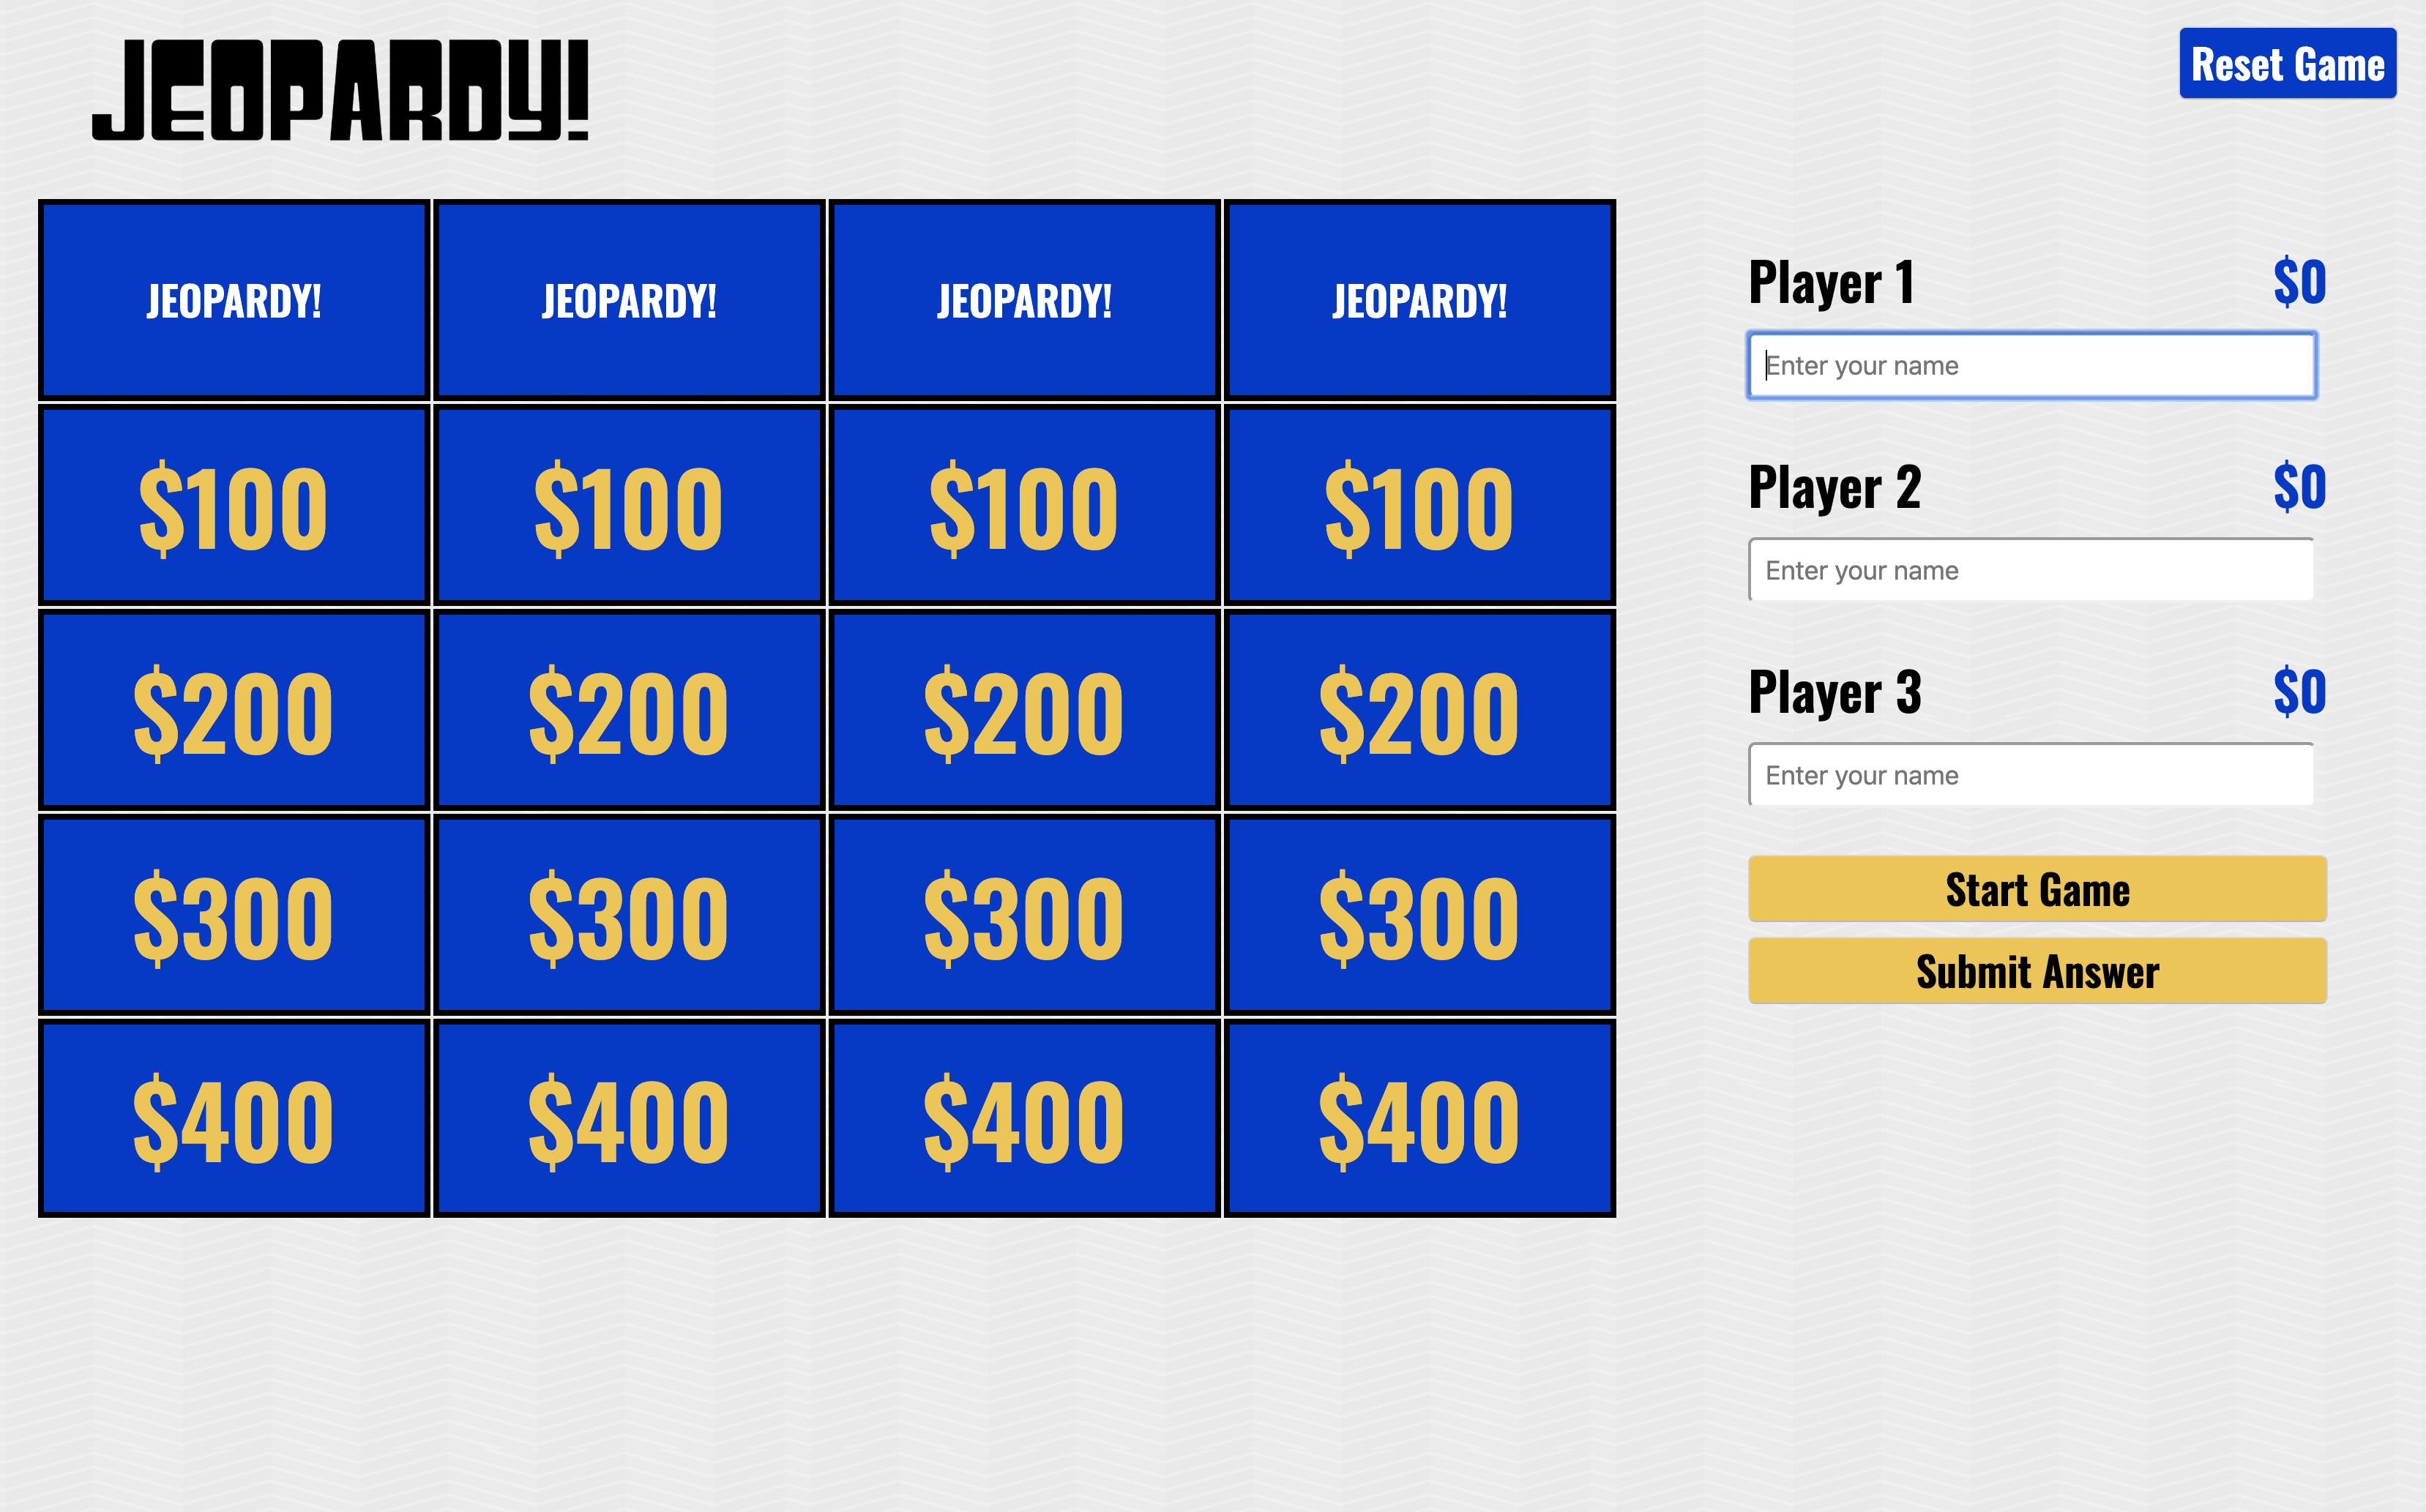 JEOPARDY!
Reset Game
JEOPARDY! JEOPARDY! JEOPARDY! JEOPARDY!
$100 $100 $100 $100
$200 $200 $200 $200
$300 $300 $300 $300
$400 $400 $400 $400
Player 1 $0
Enter your name
Player 2 $0
Enter your name
Player 3 $0
Enter your name
Start Game
Submit Answer